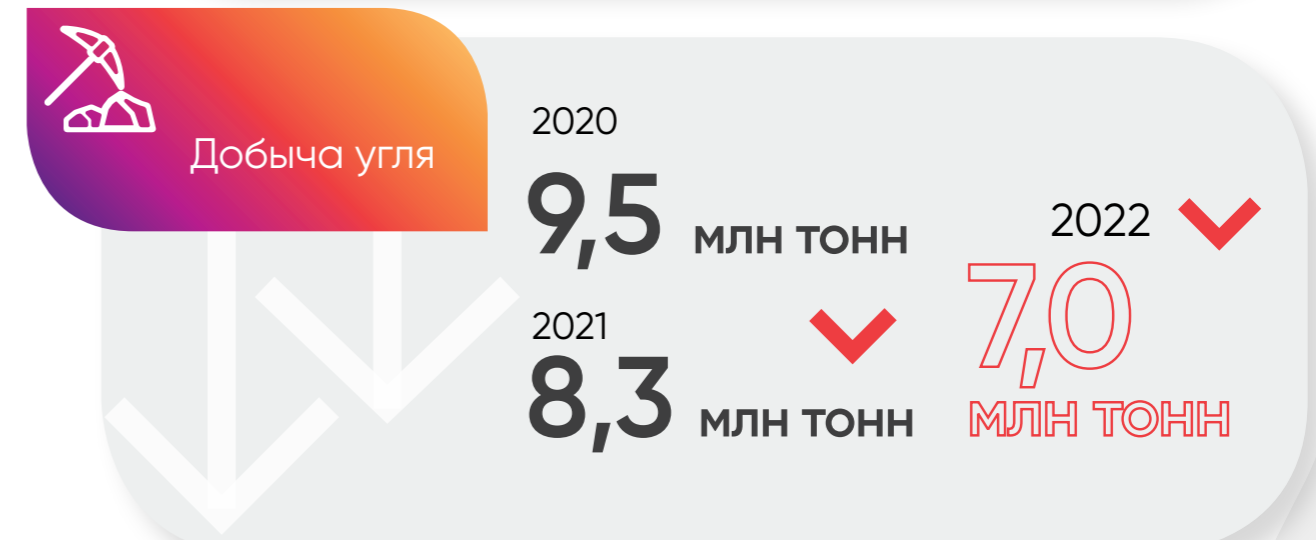 Добыча угля
2020
9,5 млн тонн
2021
8,3 млн тонн
2022
7,0
млн тонн